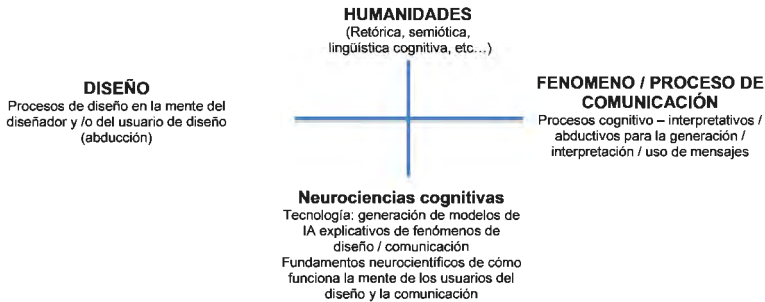 HUMANIDADES
(Retórica, semiótica,
lingüística cognitiva, etc…)
DISEÑO
Procesos de diseño en la mente del
diseñador y /o del usuario de diseño
(abducción)
FENOMENO / PROCESO DE
COMUNICACIÓN
Procesos cognitivo – interpretativos /
abductivos para la generación /
interpretación / uso de mensajes
Neurociencias cognitivas
Tecnología: generación de modelos de
IA explicativos de fenómenos de
diseño / comunicación
Fundamentos neurocientíficos de cómo
funciona la mente de los usuarios del
diseño y la comunicación